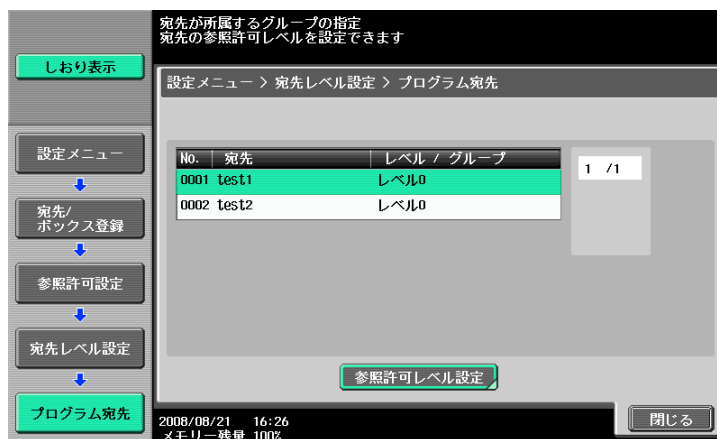 宛先が所属するグループの指定
宛先の参照許可レベルを設定できます
しおり表示
設定メニュー > 宛先レベル設定 > プログラム宛先
設定メニュー
宛先/
ボックス登録
参照許可設定
宛先レベル設定
プログラム宛先
No. 宛先 レベル / グループ
0001 test1 レベル0
0002 test2 レベル0
1 /1
参照許可レベル設定
2008/08/21 16:26
メモリー残量 100%
閉じる